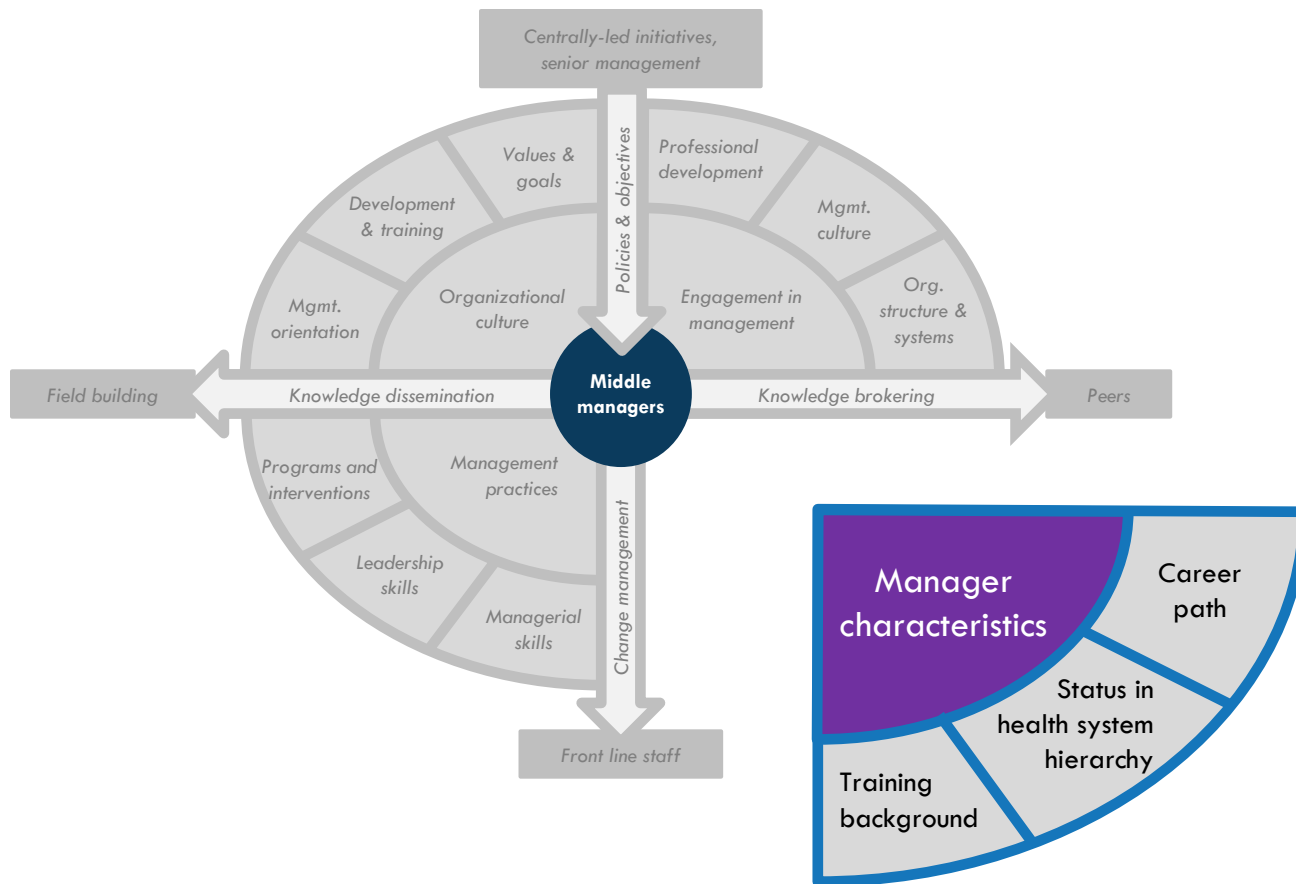 Centrally-led initiatives,
senior management
Policies & objectives
Values &
goals
Professional
development
Development
& training
Mgmt.
culture
Mgmt.
orientation
Organizational
culture
Engagement in
management
Org.
structure &
systems
Field building
Knowledge dissemination
Middle
managers
Knowledge brokering
Peers
Programs and
interventions
Management
practices
Leadership
skills
Managerial
skills
Change management
Front line staff
Manager
characteristics
Career
path
Status in
health system
hierarchy
Training
background